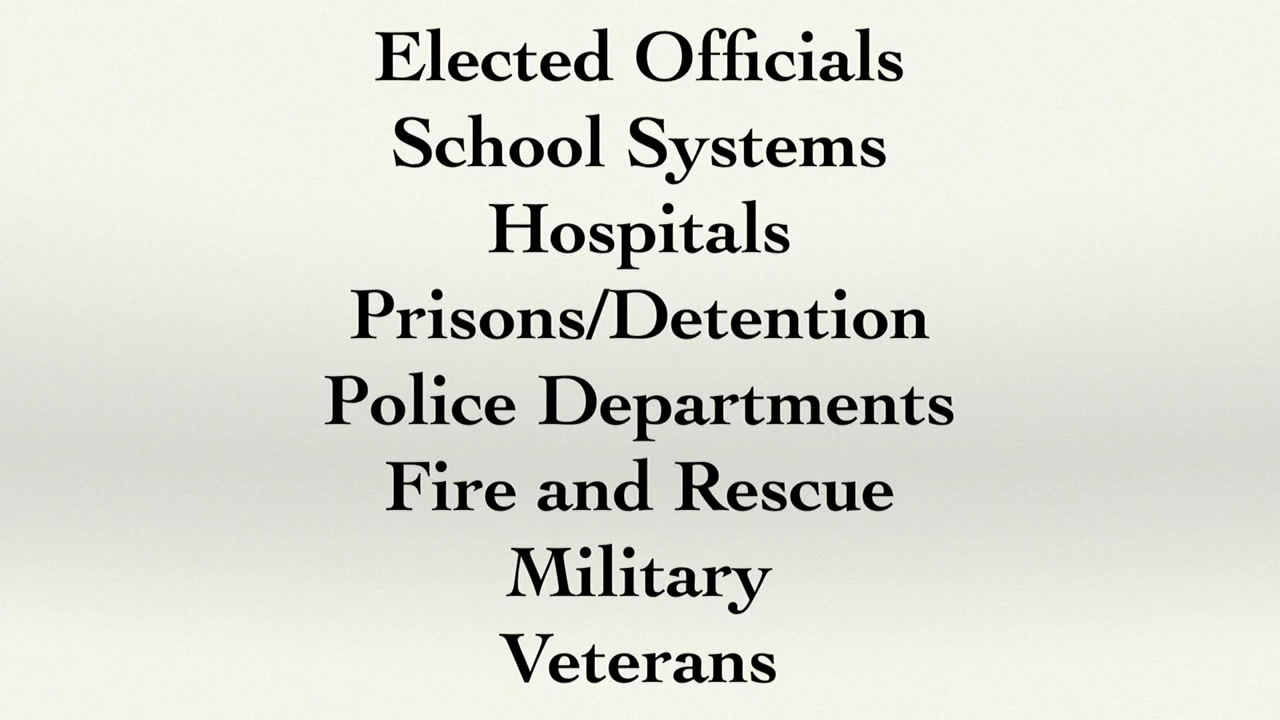 Elected Officials
School Systems
Hospitals
Prisons/Detention
Police Departments
Fire and Rescue
Military
Veterans